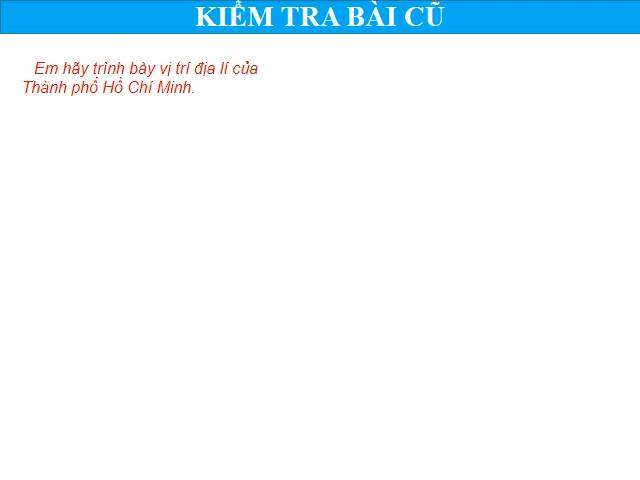 KIỂM TRA BÀI CŨ
Em hãy trình bày vị trí địa lí của
Thành phố Hồ Chí Minh.